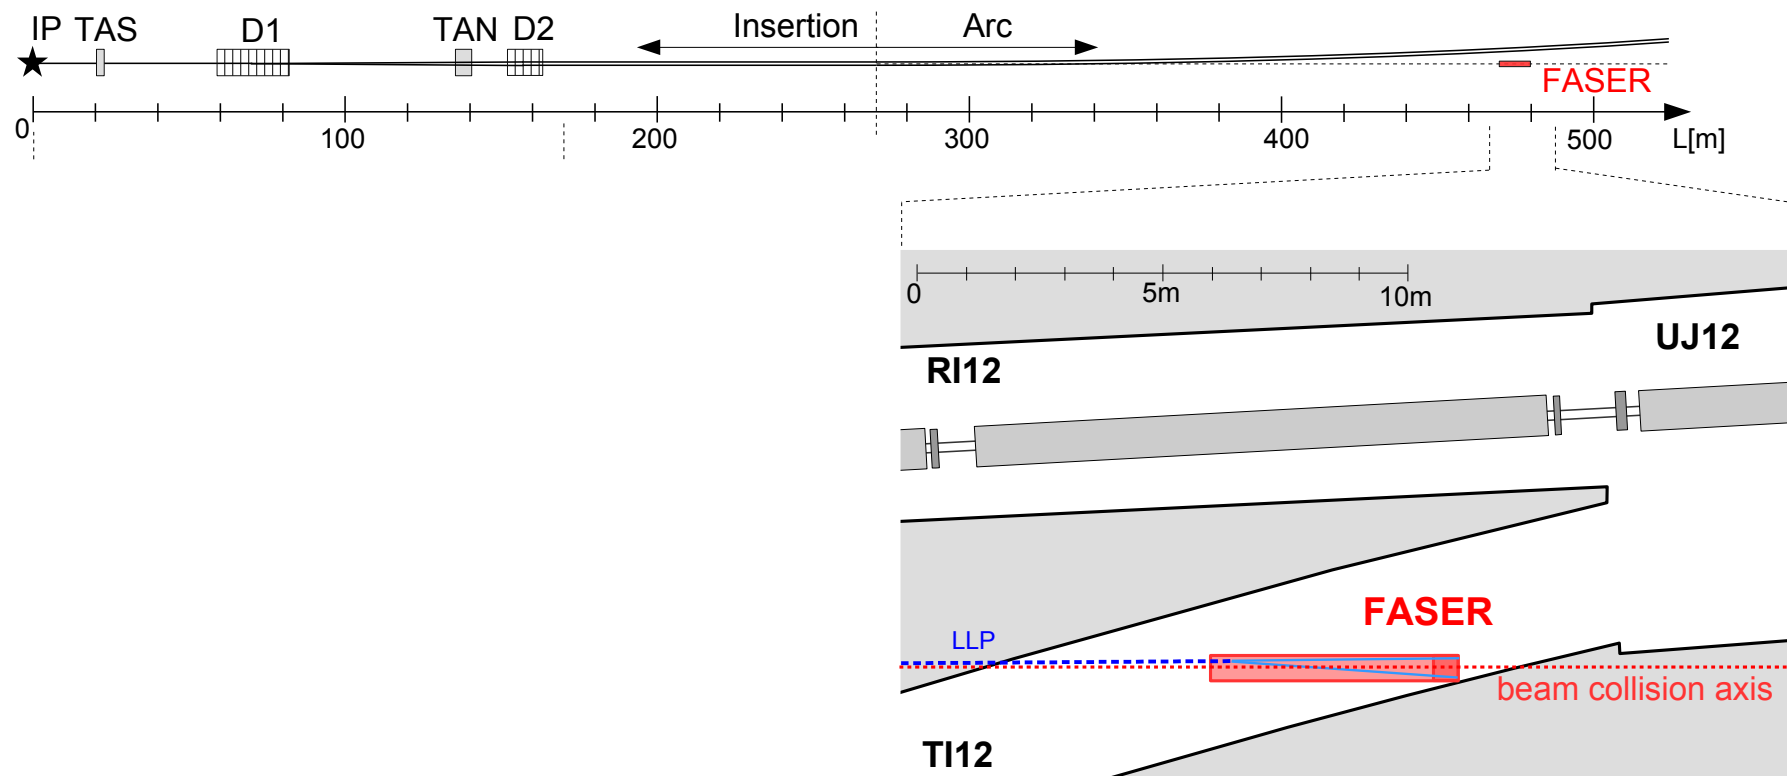 IP TAS D1 TAN D2 Insertion Arc
FASER
0 100 200 300 400 500 L[m]
0 5m 10m
UJ12
RI12
FASER
LLP
beam collision axis
TI12